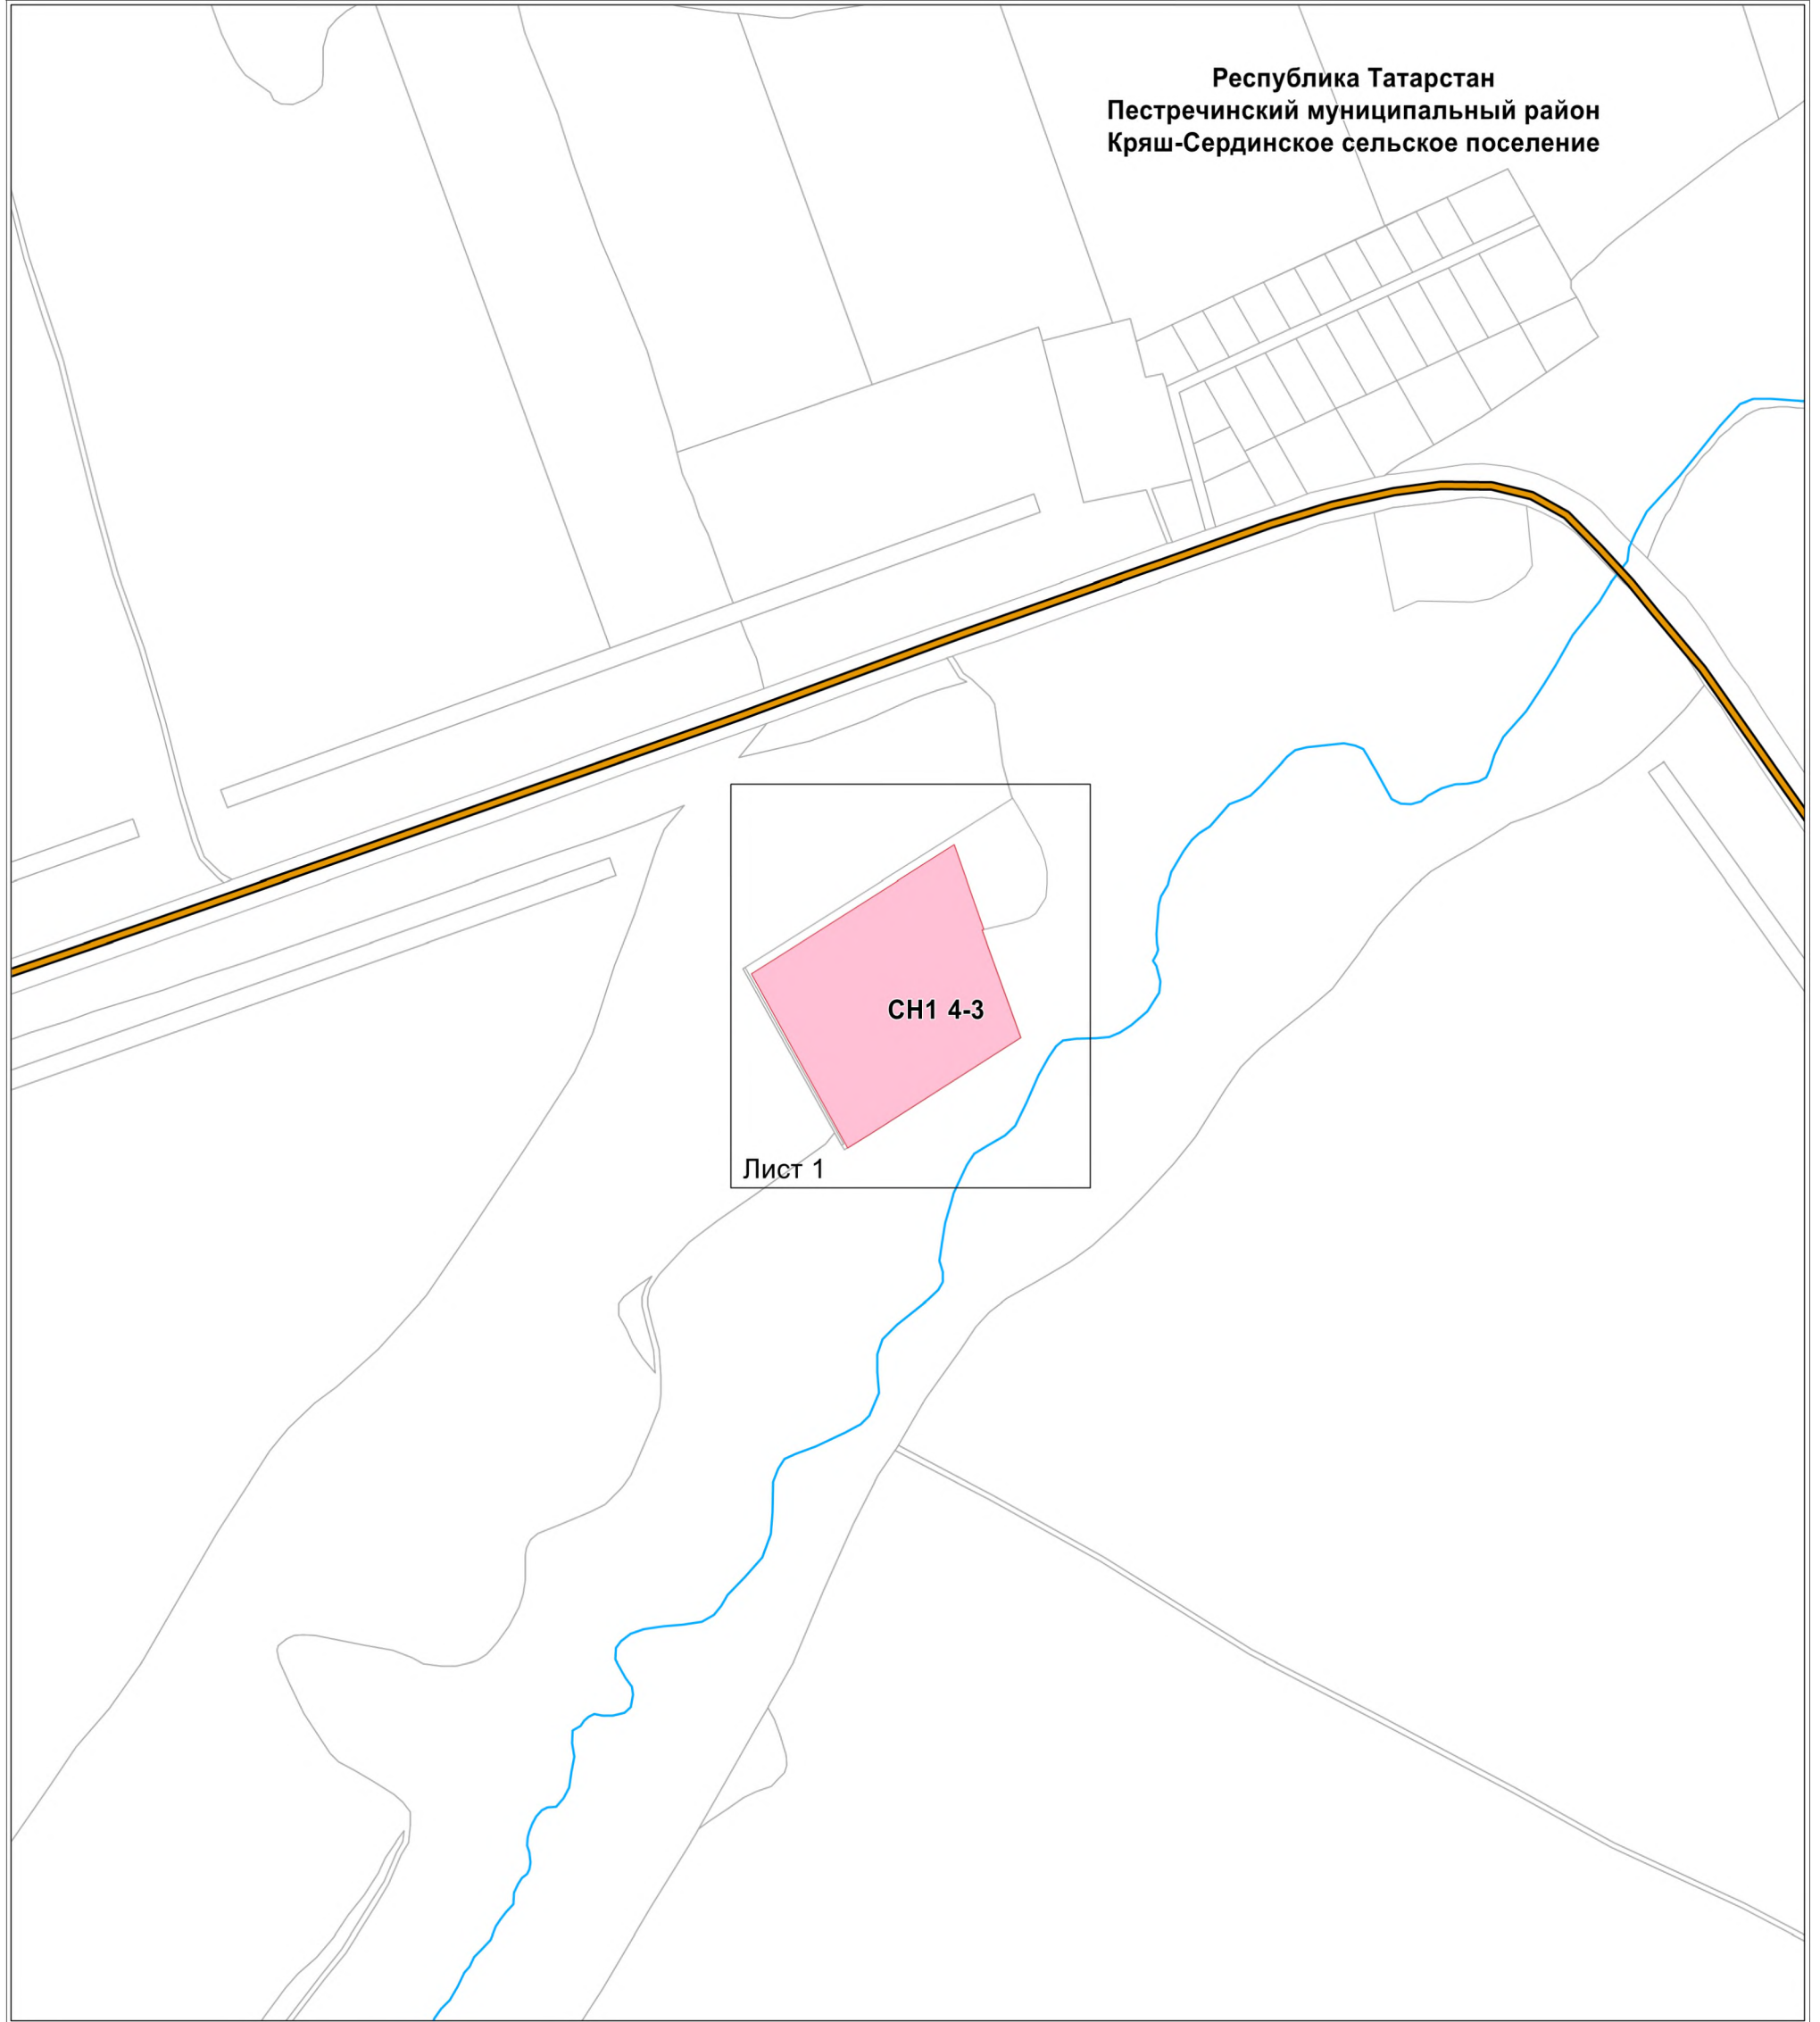 Республика Татарстан
Пестречинский муниципальный район
Кряш-Сердинское сельское поселение
СН1 4-3
Лист 1